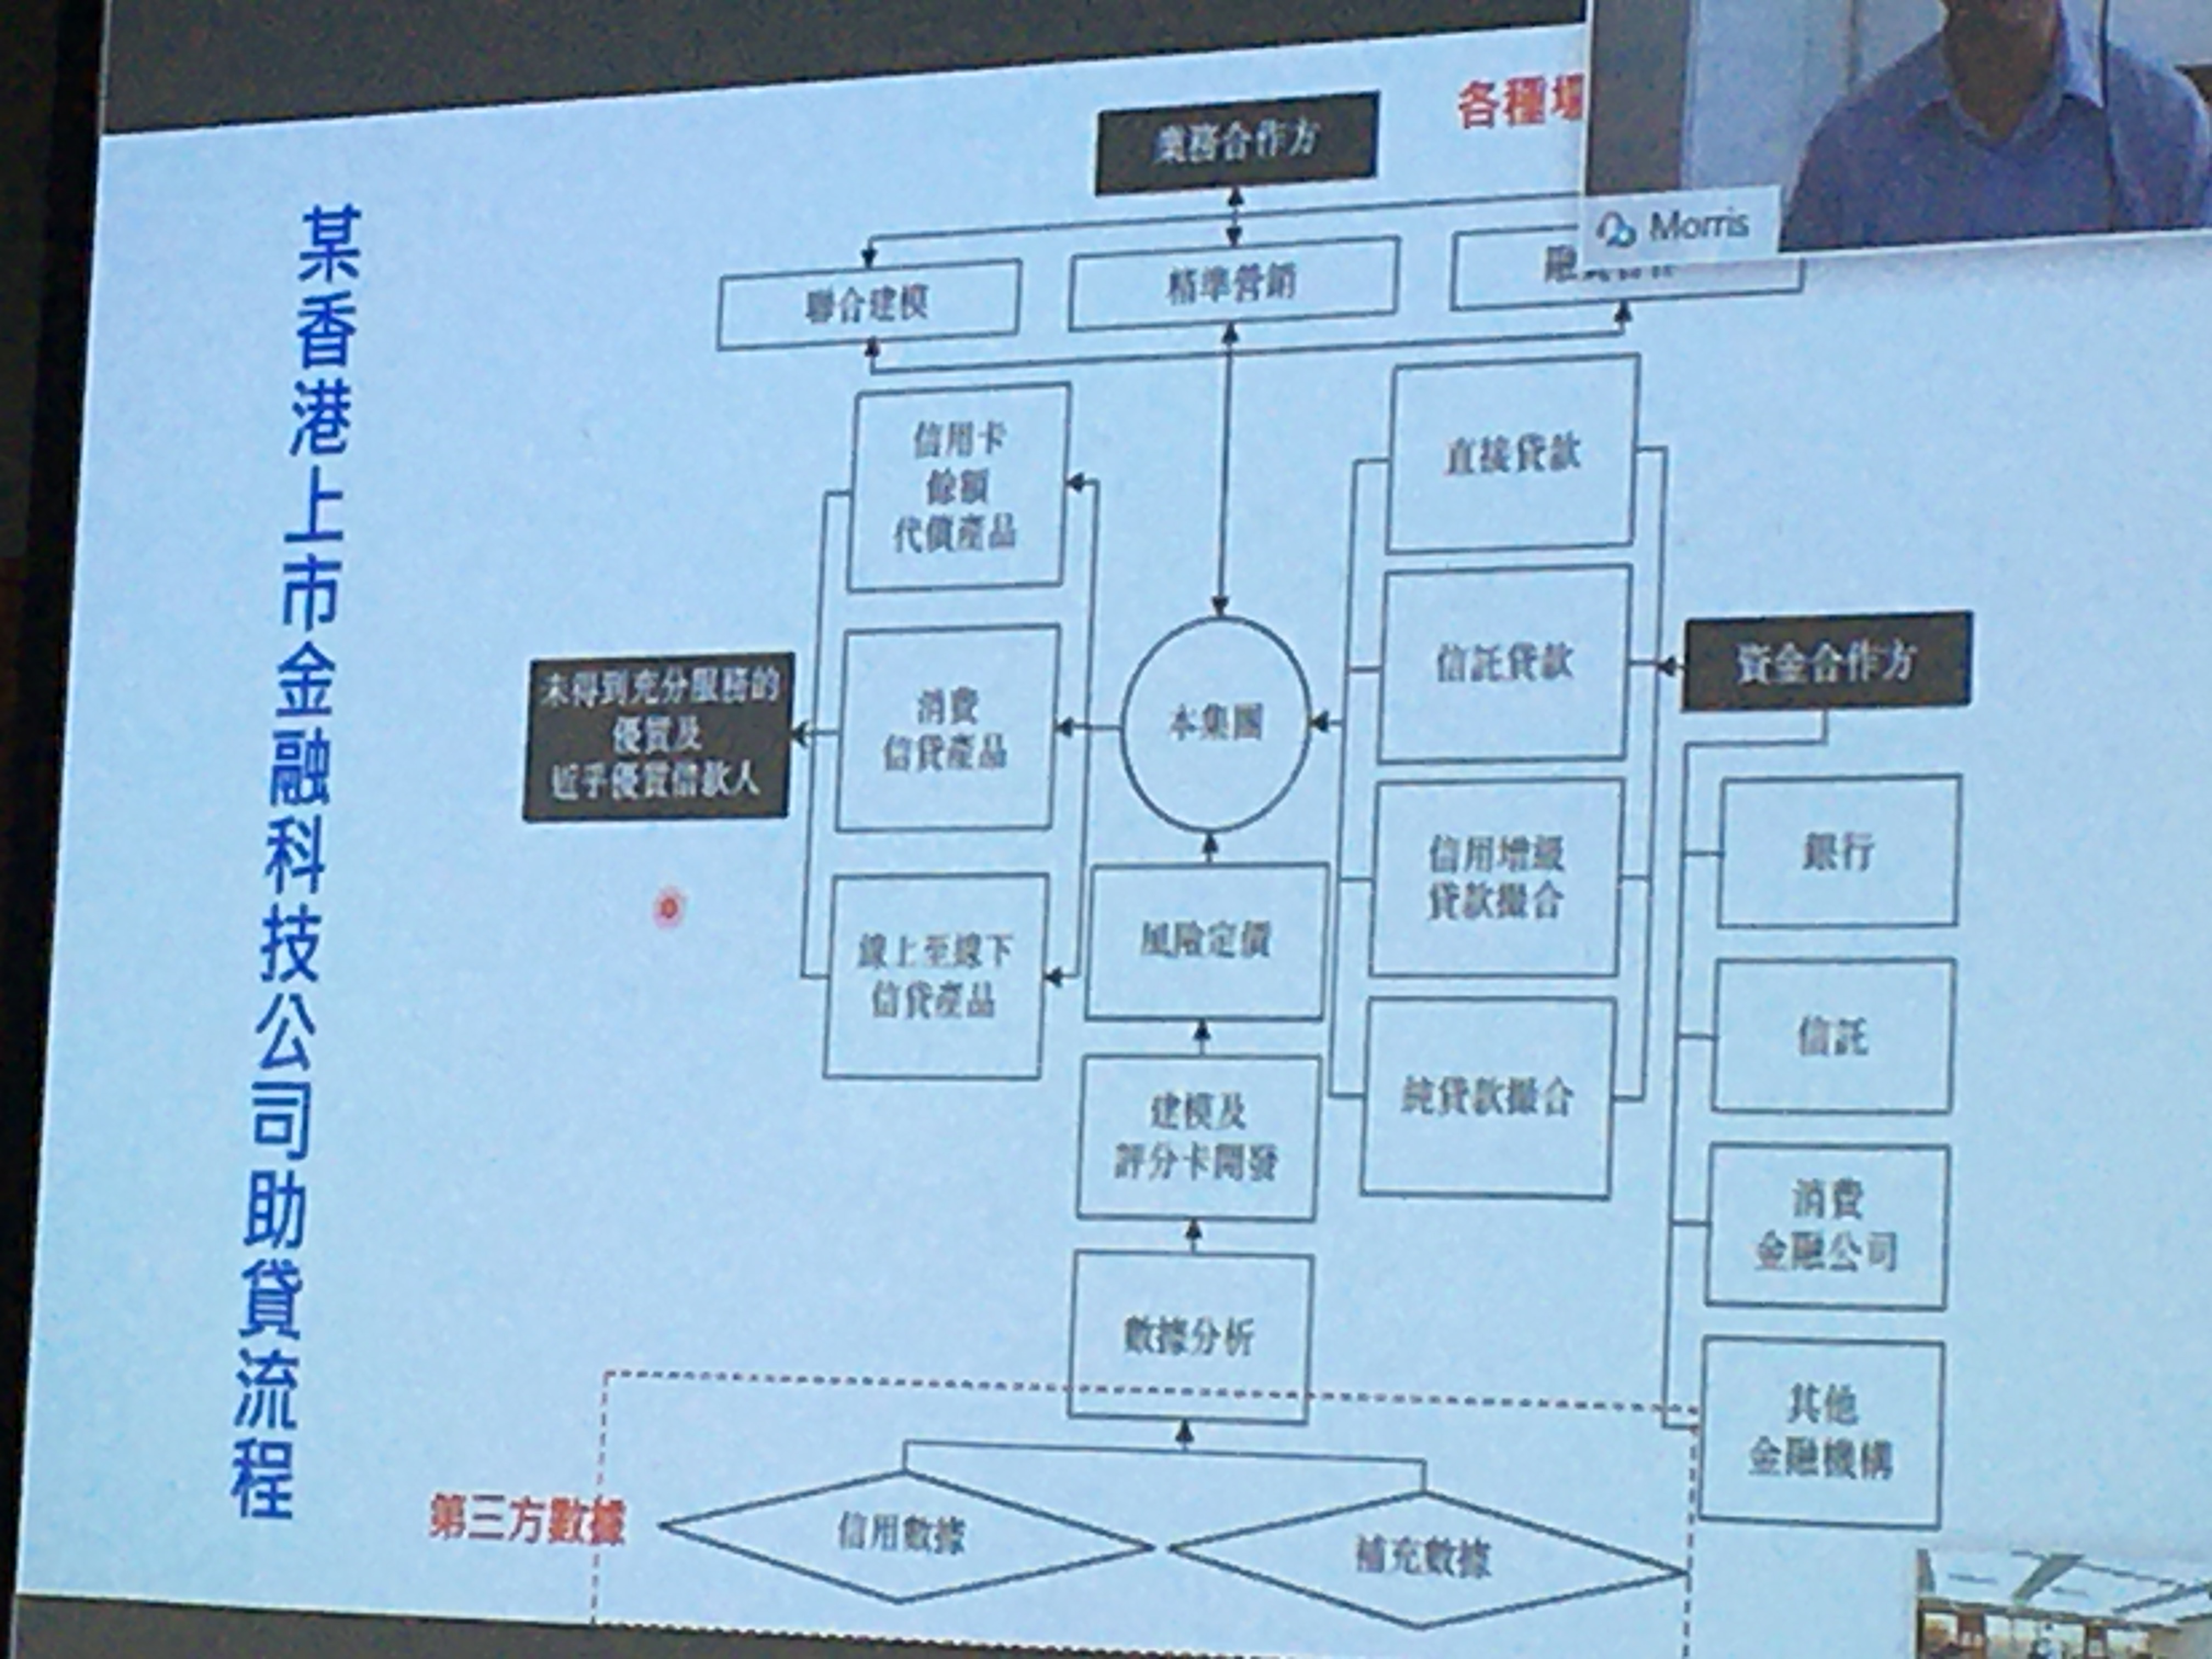 某香港上市金融科技公司助貸流程
各種場
業務合作方
Morris
聯合建模
精準營銷
信用卡
餘額
代償產品
直接貸款
未得到充分服務的
優質及
近乎優質借款人
消費
信貸產品
本集團
信託貸款
資金合作方
線上至線下
信貸產品
風險定價
信用增級
貸款撮合
銀行
信託
建模及
評分卡開發
純貸款撮合
消費
金融公司
數據分析
其他
金融機構
第三方數據
信用數據
補充數據